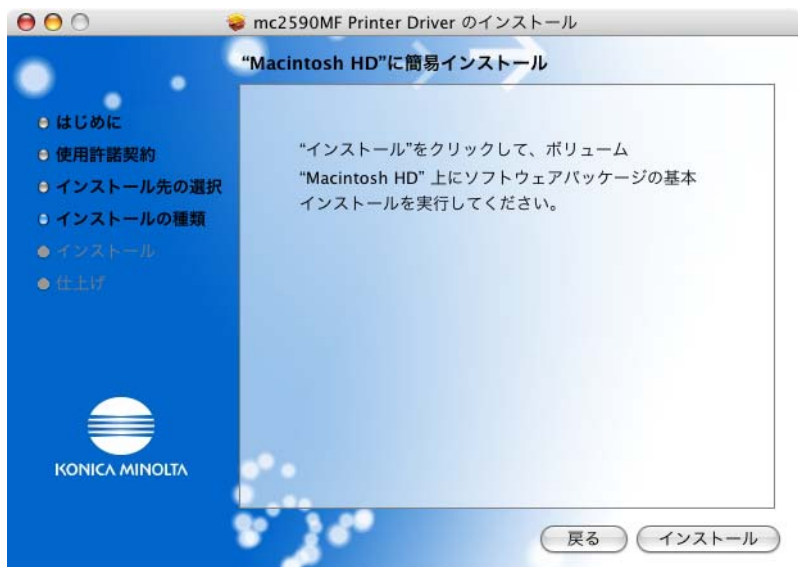 mc2590MF Printer Driver のインストール
“Macintosh HD”に簡易インストール
はじめに
使用許諾契約
インストール先の選択
インストールの種類
インストール
仕上げ
“インストール”をクリックして、ボリューム
“Macintosh HD” 上にソフトウェアパッケージの基本
インストールを実行してください。
KONICA MINOLTA
戻る
インストール